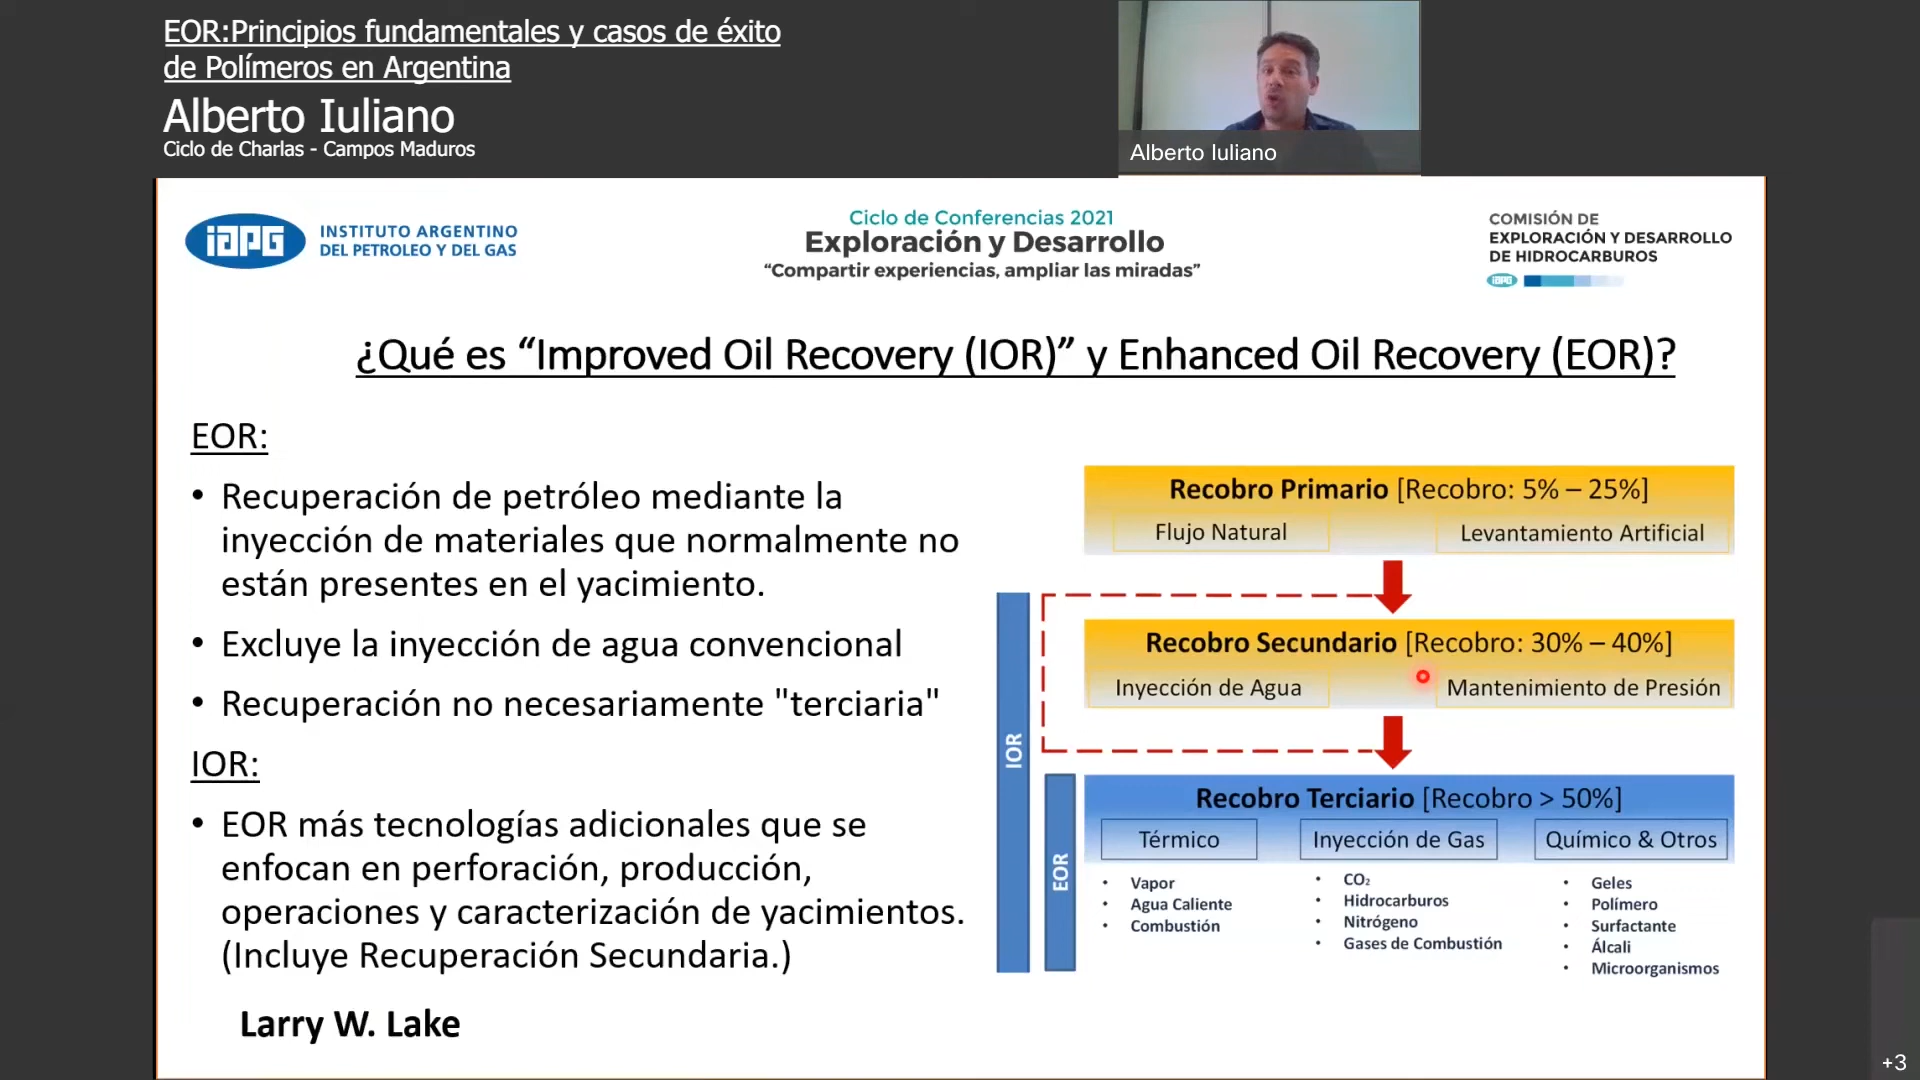 EOR:Principios fundamentales y casos de éxito
de Polímeros en Argentina
Alberto Iuliano
Ciclo de Charlas - Campos Maduros
Alberto Iuliano
iapg
INSTITUTO ARGENTINO
DEL PETROLEO Y DEL GAS
Ciclo de Conferencias 2021
Exploración y Desarrollo
“Compartir experiencias, ampliar las miradas”
COMISIÓN DE
EXPLORACIÓN Y DESARROLLO
DE HIDROCARBUROS
iapg
¿Qué es “Improved Oil Recovery (IOR)” y Enhanced Oil Recovery (EOR)?
EOR:
• Recuperación de petróleo mediante la
inyección de materiales que normalmente no
están presentes en el yacimiento.
• Excluye la inyección de agua convencional
• Recuperación no necesariamente "terciaria"
IOR:
• EOR más tecnologías adicionales que se
enfocan en perforación, producción,
operaciones y caracterización de yacimientos.
(Incluye Recuperación Secundaria.)
Larry W. Lake
Recobro Primario [Recobro: 5% – 25%]
Flujo Natural
Levantamiento Artificial
Recobro Secundario [Recobro: 30% – 40%]
Inyección de Agua
Mantenimiento de Presión
IOR
EOR
Recobro Terciario [Recobro > 50%]
Térmico
• Vapor
• Agua Caliente
• Combustión
Inyección de Gas
• CO₂
• Hidrocarburos
• Nitrógeno
• Gases de Combustión
Químico & Otros
• Geles
• Polímero
• Surfactante
• Álcali
• Microorganismos
+3